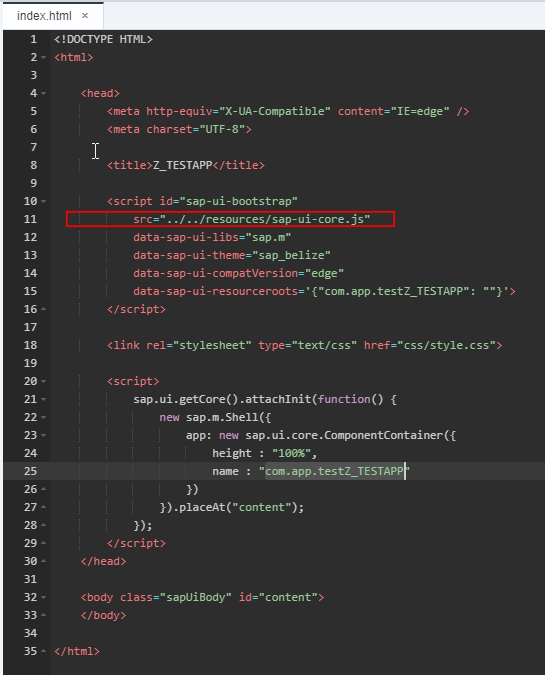 index.html ×
1 <!DOCTYPE HTML>
2 <html>
3
4 <head>
5 <meta http-equiv="X-UA-Compatible" content="IE=edge" />
6 <meta charset="UTF-8">
7
8 <title>Z_TESTAPP</title>
9
10 <script id="sap-ui-bootstrap"
11 src="../../resources/sap-ui-core.js"
12 data-sap-ui-libs="sap.m"
13 data-sap-ui-theme="sap_belize"
14 data-sap-ui-compatVersion="edge"
15 data-sap-ui-resourceroots='{"com.app.testZ_TESTAPP": ""}'>
16 </script>
17
18 <link rel="stylesheet" type="text/css" href="css/style.css">
19
20 <script>
21 sap.ui.getCore().attachInit(function() {
22 new sap.m.Shell({
23 app: new sap.ui.core.ComponentContainer({
24 height : "100%",
25 name : "com.app.testZ_TESTAPP"
26 })
27 }).placeAt("content");
28 });
29 </script>
30 </head>
31
32 <body class="sapUiBody" id="content">
33 </body>
34
35 </html>